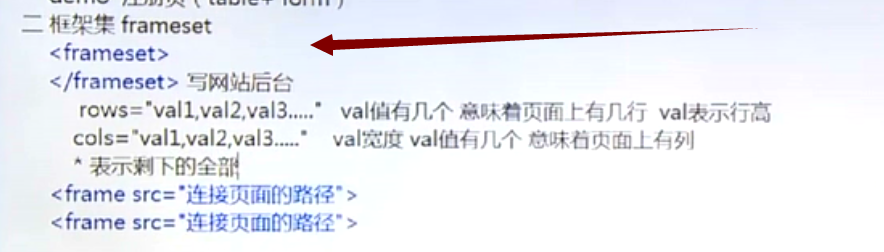 demo 注册页（table+ form）
二 框架集 frameset
<frameset>
</frameset> 写网站后台
rows="val1,val2,val3....." val值有几个 意味着页面上有几行 val表示行高
cols="val1,val2,val3....." val宽度 val值有几个 意味着页面上有列
* 表示剩下的全部
<frame src="连接页面的路径">
<frame src="连接页面的路径">